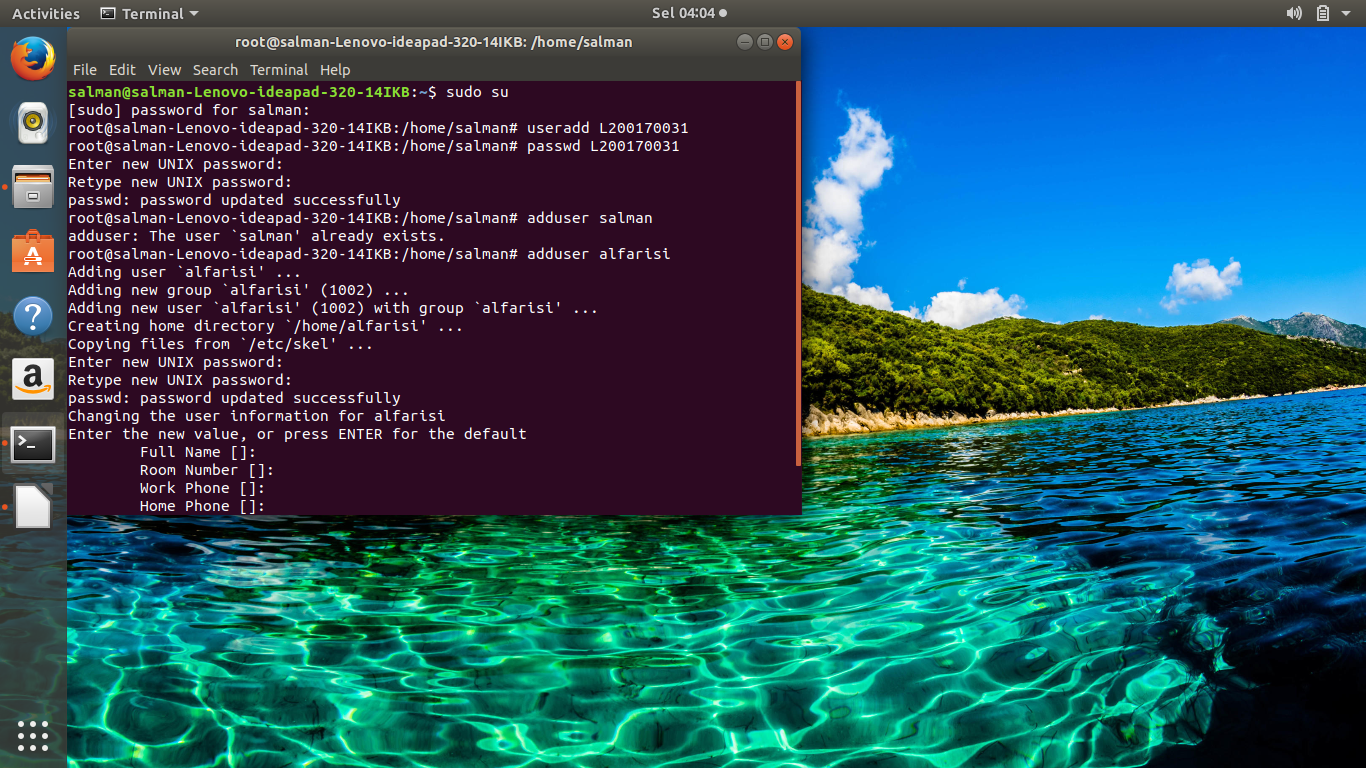 Activities Terminal Sel 04:04
root@salman-Lenovo-ideapad-320-14IKB: /home/salman
File Edit View Search Terminal Help
salman@salman-Lenovo-ideapad-320-14IKB:~$ sudo su
[sudo] password for salman:
root@salman-Lenovo-ideapad-320-14IKB:/home/salman# useradd L200170031
root@salman-Lenovo-ideapad-320-14IKB:/home/salman# passwd L200170031
Enter new UNIX password:
Retype new UNIX password:
passwd: password updated successfully
root@salman-Lenovo-ideapad-320-14IKB:/home/salman# adduser salman
adduser: The user `salman' already exists.
root@salman-Lenovo-ideapad-320-14IKB:/home/salman# adduser alfarisi
Adding user `alfarisi' ...
Adding new group `alfarisi' (1002) ...
Adding new user `alfarisi' (1002) with group `alfarisi' ...
Creating home directory `/home/alfarisi' ...
Copying files from `/etc/skel' ...
Enter new UNIX password:
Retype new UNIX password:
passwd: password updated successfully
Changing the user information for alfarisi
Enter the new value, or press ENTER for the default
Full Name []:
Room Number []:
Work Phone []:
Home Phone []: